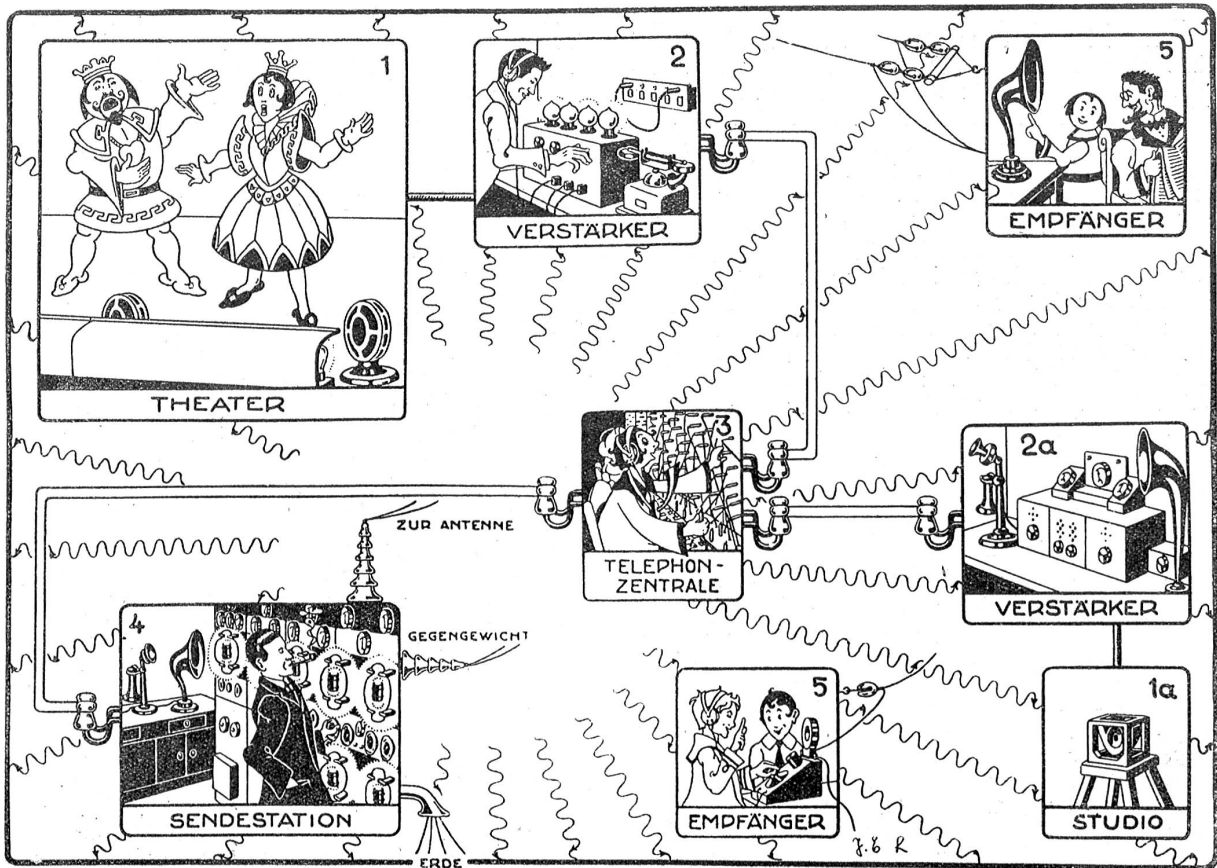 1
THEATER
2
VERSTÄRKER
5
EMPFÄNGER
3
TELEPHON-
ZENTRALE
2a
VERSTÄRKER
ZUR ANTENNE
4
GEGENGEWICHT
SENDESTATION
ERDE
5
EMPFÄNGER
1a
STUDIO